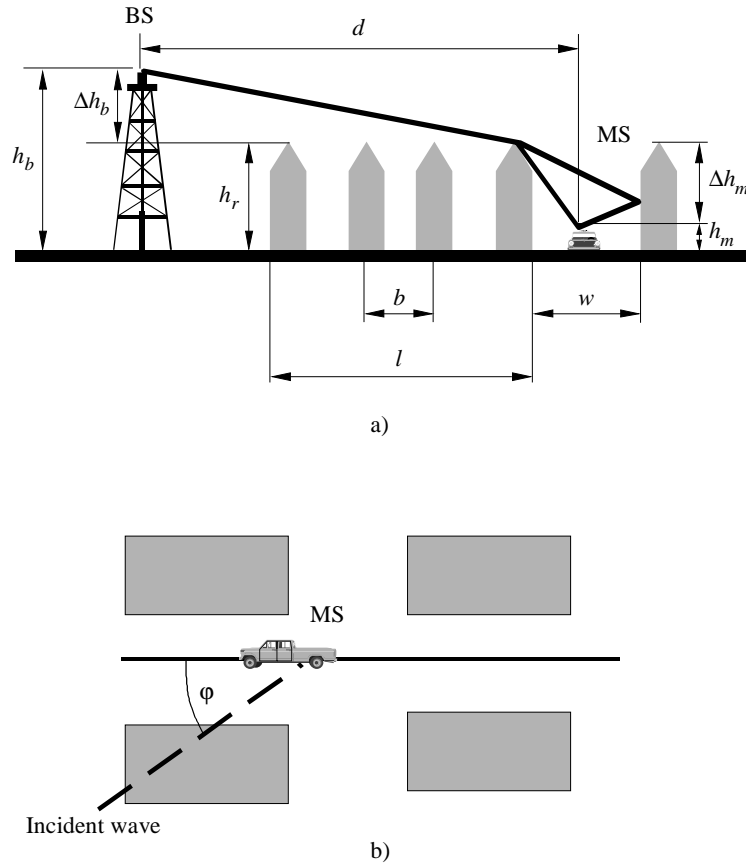 BS
d
Δh_b
MS
h_b
h_r
Δh_m
h_m
b
w
l
a)
MS
φ
Incident wave
b)